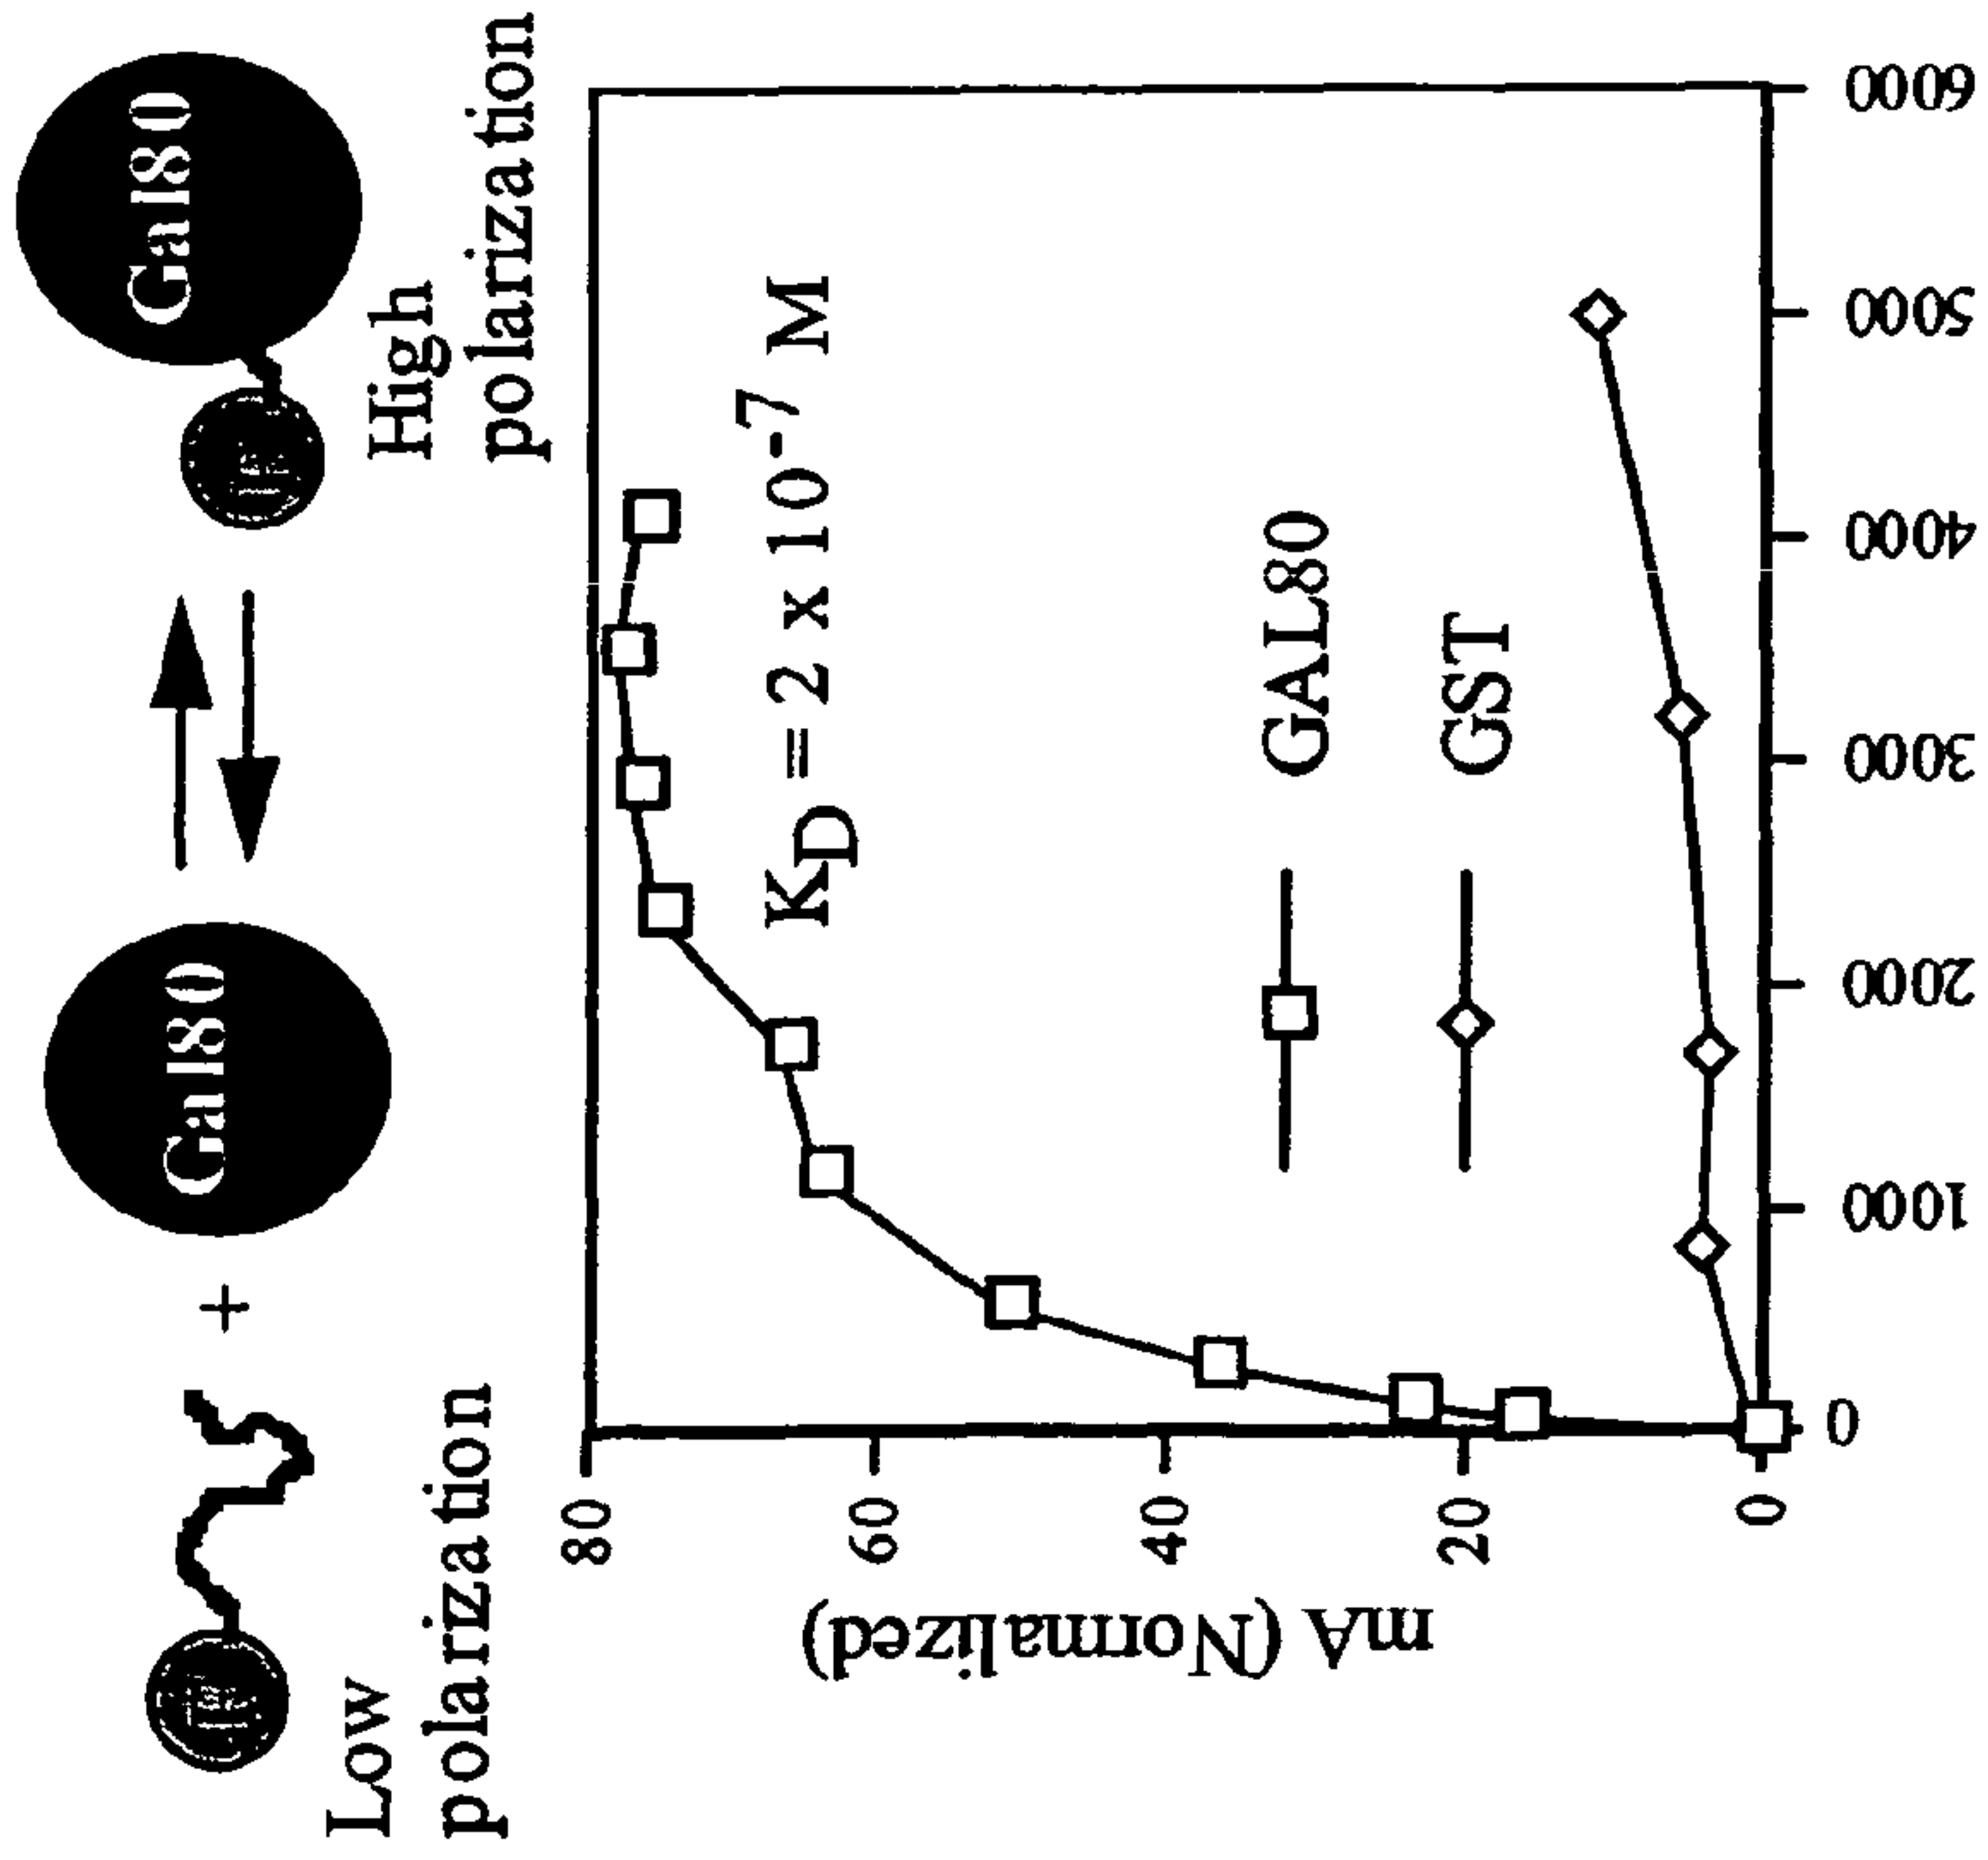 Gal80
+
Gal80
Low
polarization
High
polarization
KD = 2 x 10-7 M
GAL80
GST
mA (Normalized)
80
60
40
20
0
0
1000
2000
3000
4000
5000
6000